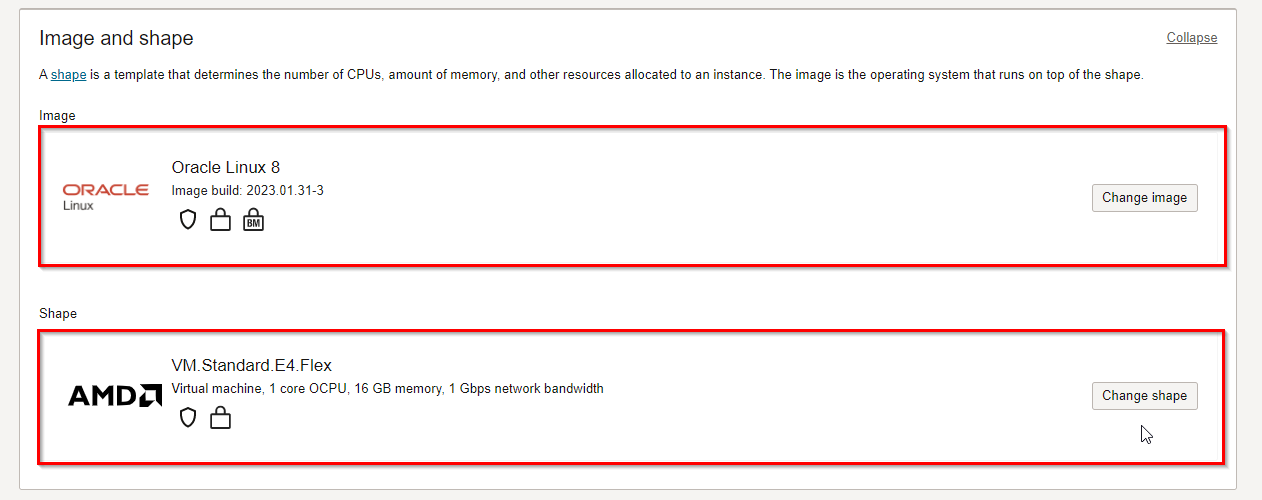 Image and shape
Collapse
A shape is a template that determines the number of CPUs, amount of memory, and other resources allocated to an instance. The image is the operating system that runs on top of the shape.
Image
ORACLE
Linux
Oracle Linux 8
Image build: 2023.01.31-3
BM
Change image
Shape
AMD
VM.Standard.E4.Flex
Virtual machine, 1 core OCPU, 16 GB memory, 1 Gbps network bandwidth
Change shape